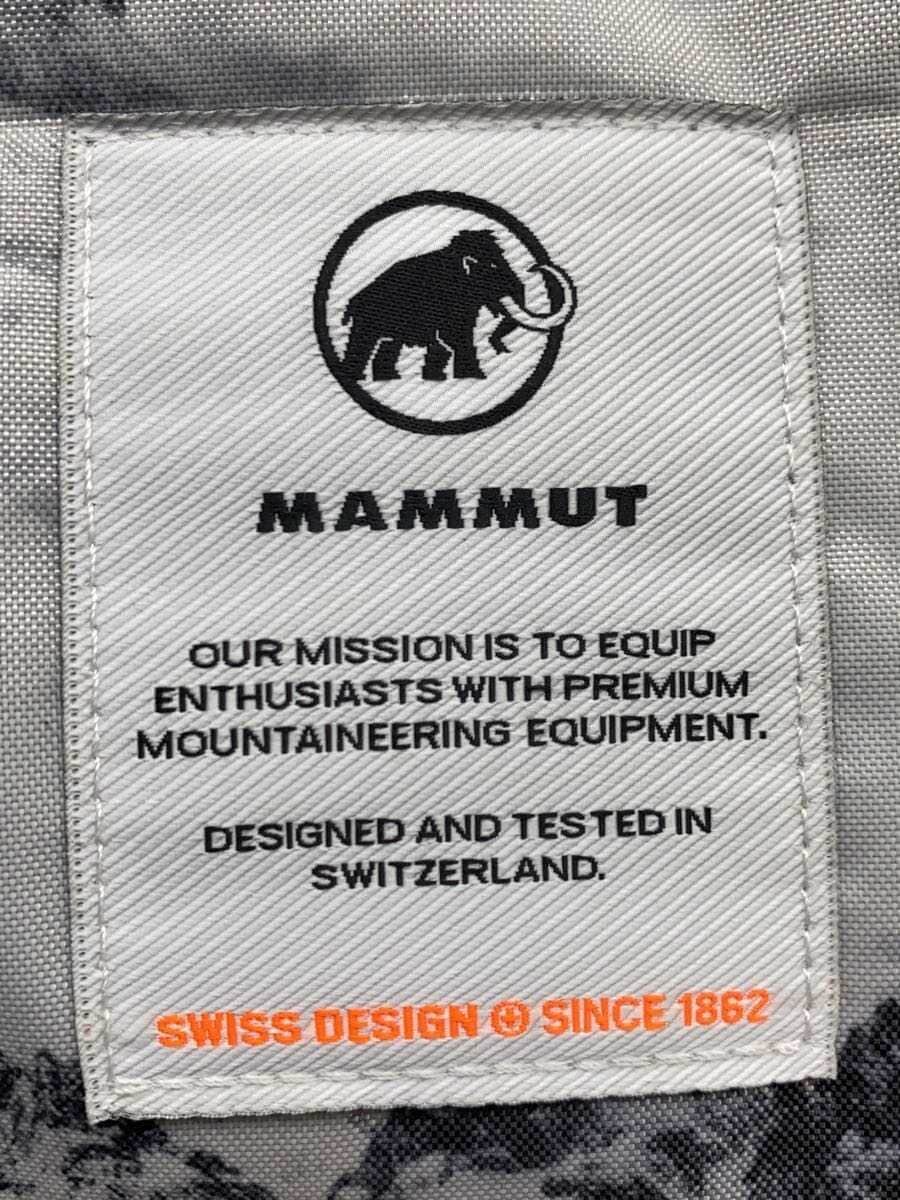 MAMMUT
OUR MISSION IS TO EQUIP
ENTHUSIASTS WITH PREMIUM
MOUNTAINEERING EQUIPMENT.
DESIGNED AND TESTED IN
SWITZERLAND.
SWISS DESIGN SINCE 1862